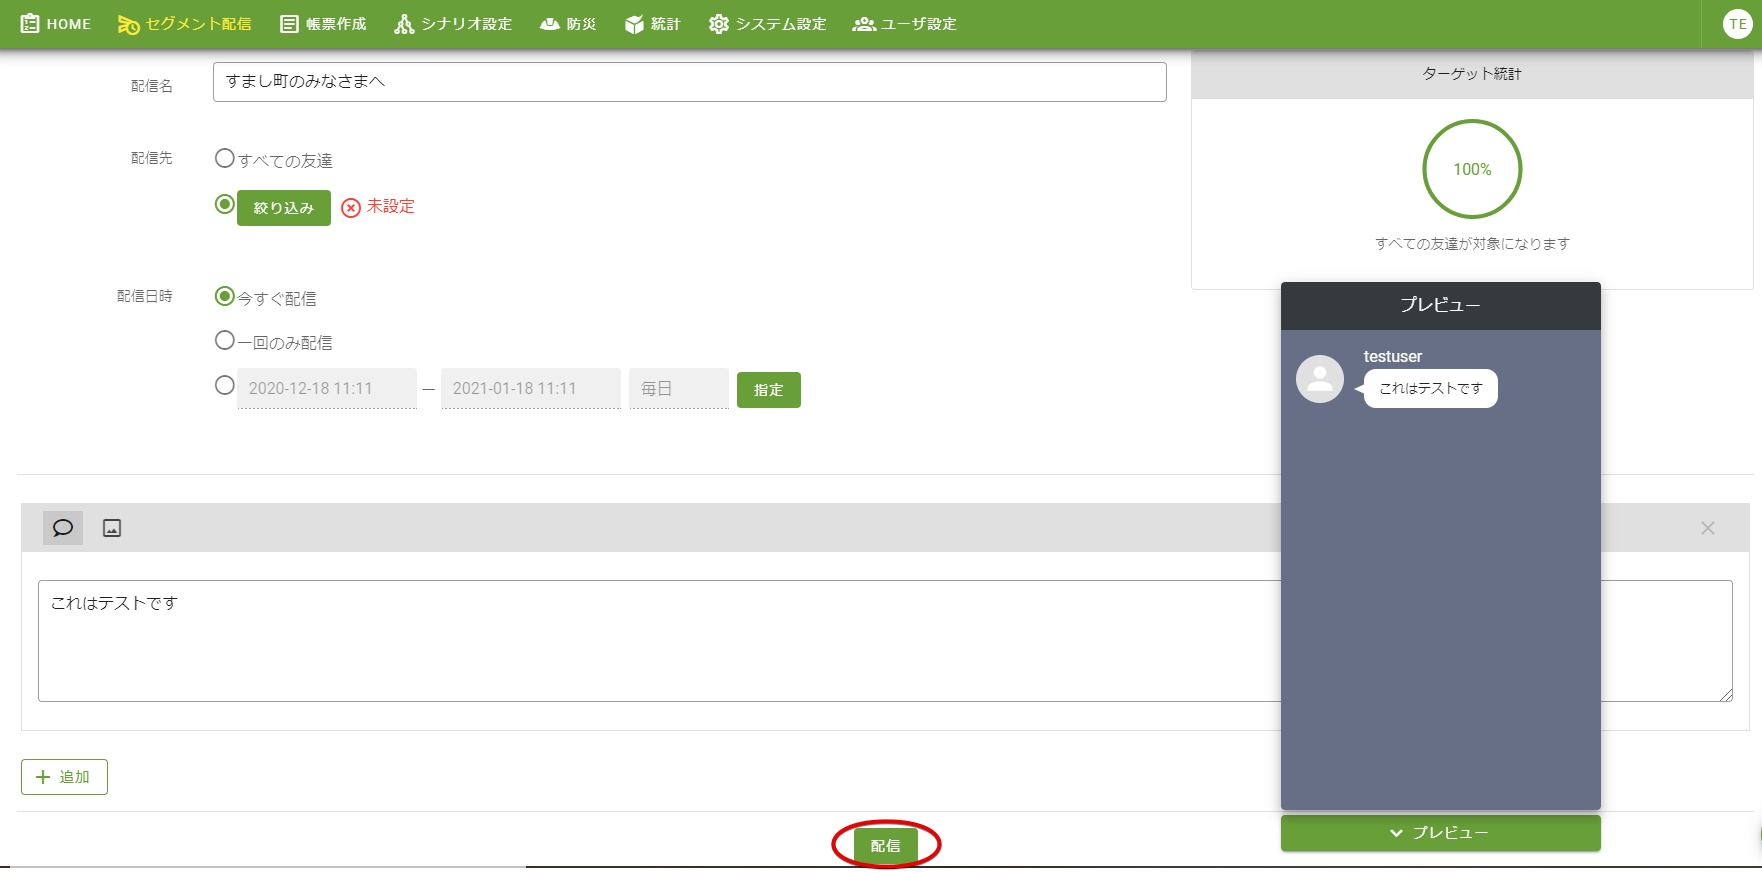 HOME セグメント配信 帳票作成 シナリオ設定 防災 統計 システム設定 ユーザ設定 TE
配信名 すまし町のみなさまへ
ターゲット統計
100%
すべての友達が対象になります
配信先 すべての友達
絞り込み 未設定
配信日時 今すぐ配信
一回のみ配信
2020-12-18 11:11 — 2021-01-18 11:11 毎日 指定
プレビュー
testuser
これはテストです
これはテストです
追加
配信
プレビュー